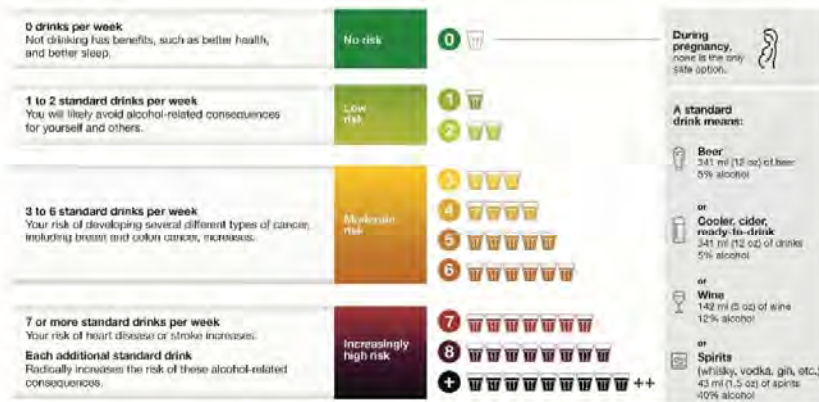 0 drinks per week
Not drinking has benefits, such as better health,
and better sleep.
No risk
0
1 to 2 standard drinks per week
You will likely avoid alcohol-related consequences
for yourself and others.
Low
risk
1
2
3 to 6 standard drinks per week
Your risk of developing several different types of cancer,
including breast and colon cancer, increases.
Moderate
risk
3
4
5
6
7 or more standard drinks per week
Your risk of heart disease or stroke increases.
Each additional standard drink
Radically increases the risk of these alcohol-related
consequences.
Increasingly
high risk
7
8
+
++
During
pregnancy,
none is the only
safe option.
A standard
drink means:
Beer
341 ml (12 oz) of beer
5% alcohol
or
Cooler, cider,
ready-to-drink
341 ml (12 oz) of drinks
5% alcohol
or
Wine
142 ml (5 oz) of wine
12% alcohol
or
Spirits
(whisky, vodka, gin, etc.)
43 ml (1.5 oz) of spirits
40% alcohol